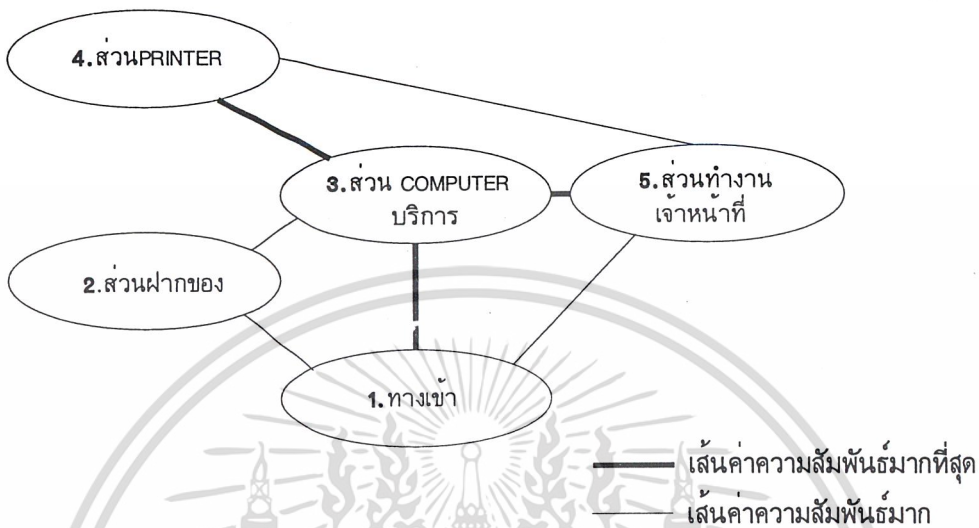 4.ส่วนPRINTER
3.ส่วน COMPUTER
บริการ
5.ส่วนทำงาน
เจ้าหน้าที่
2.ส่วนฝากของ
1.ทางเข้า
เส้นค่าความสัมพันธ์มากที่สุด
เส้นค่าความสัมพันธ์มาก